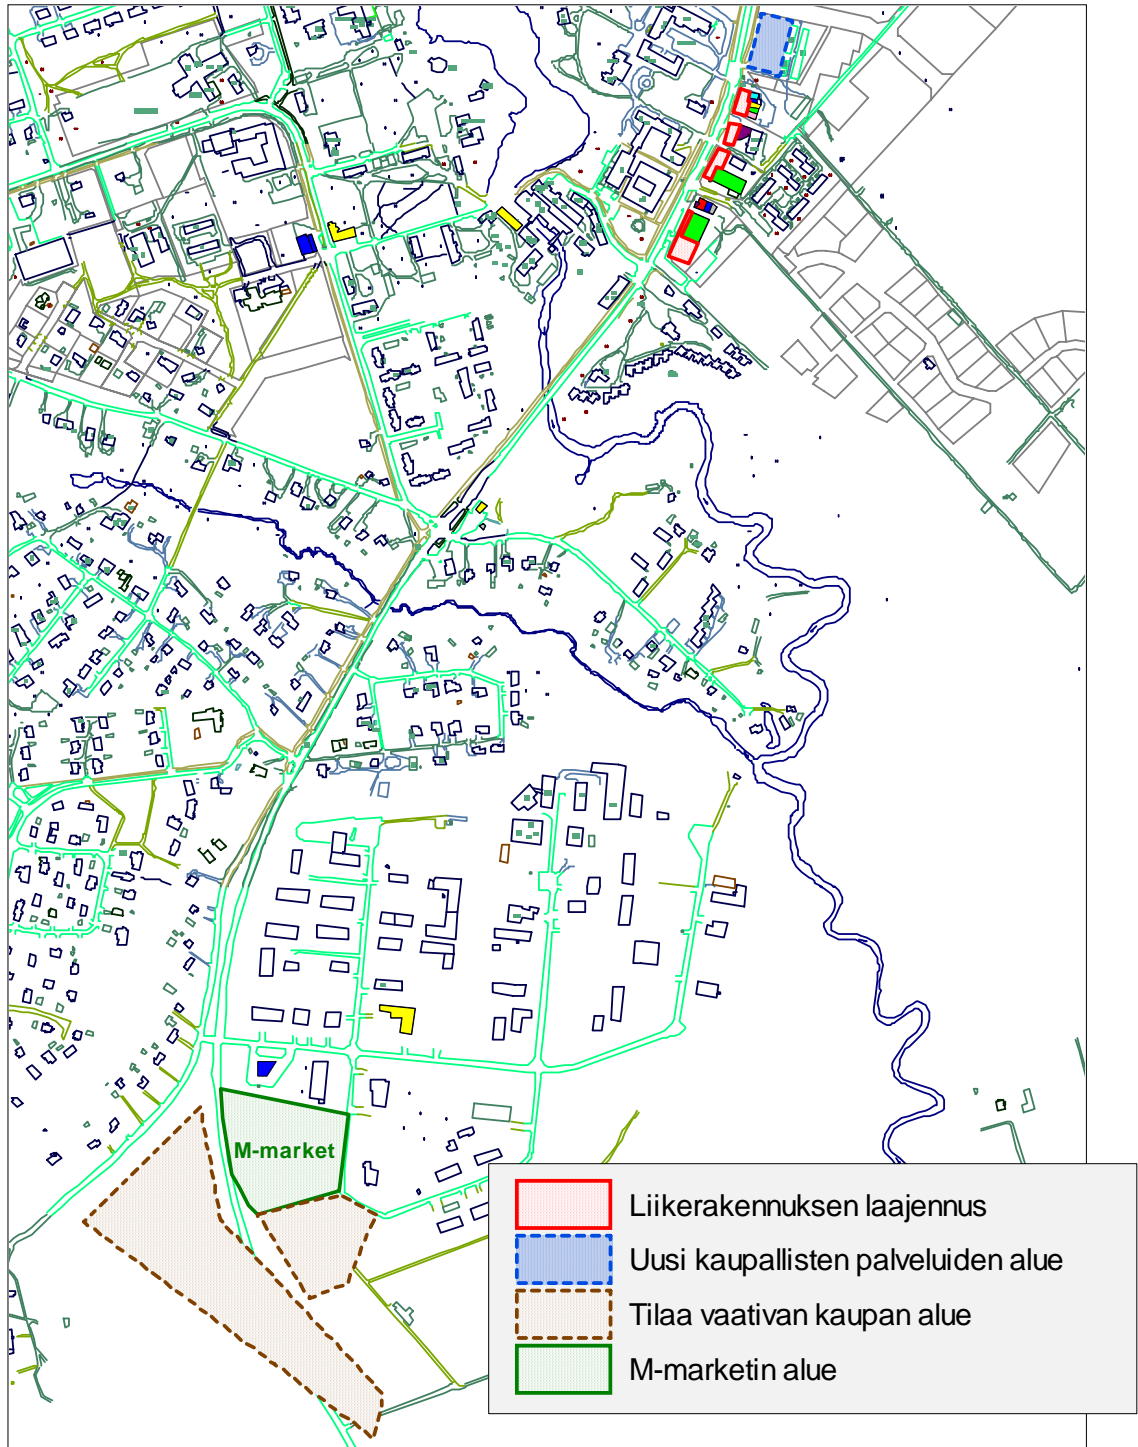 M-market
Liikerakennuksen laajennus
Uusi kaupallisten palveluiden alue
Tilaa vaativan kaupan alue
M-marketin alue